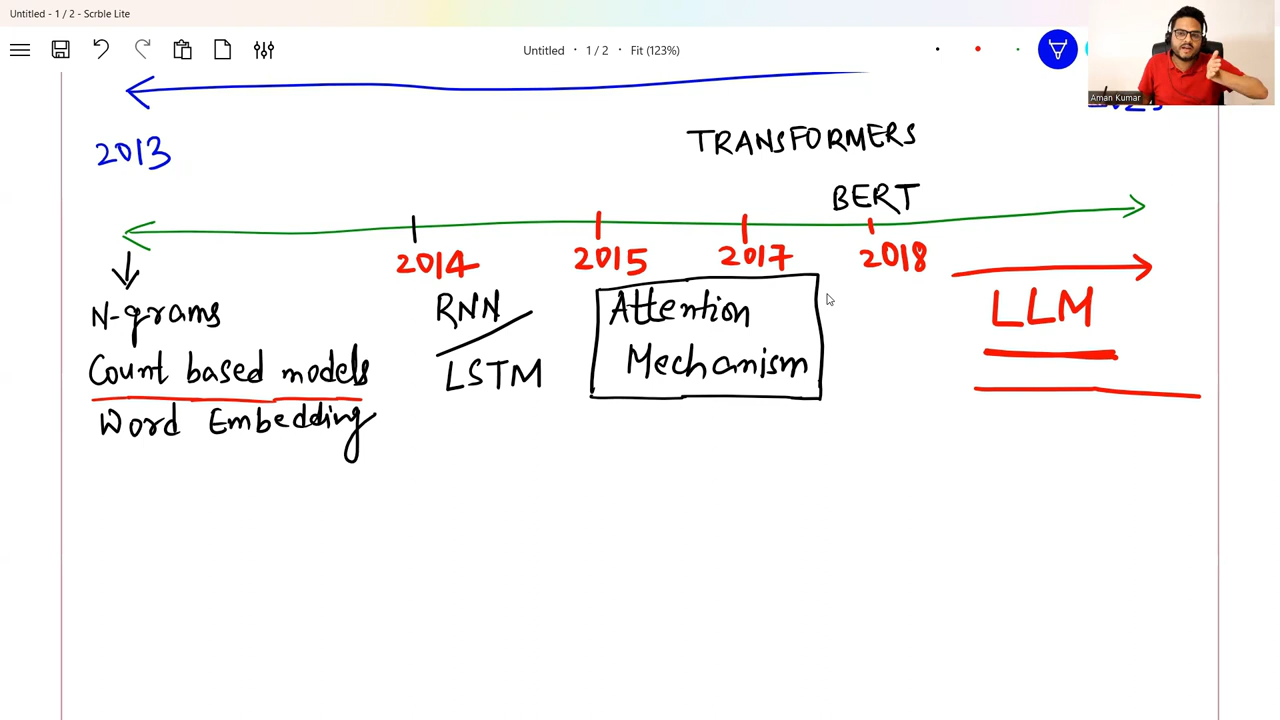 Untitled - 1 / 2 - Scrble Lite
Untitled • 1 / 2 • Fit (123%)
Aman Kumar
2013
TRANSFORMERS
BERT
2014
2015
2017
2018
N-grams
Count based models
Word Embedding
RNN
LSTM
Attention
Mechanism
LLM